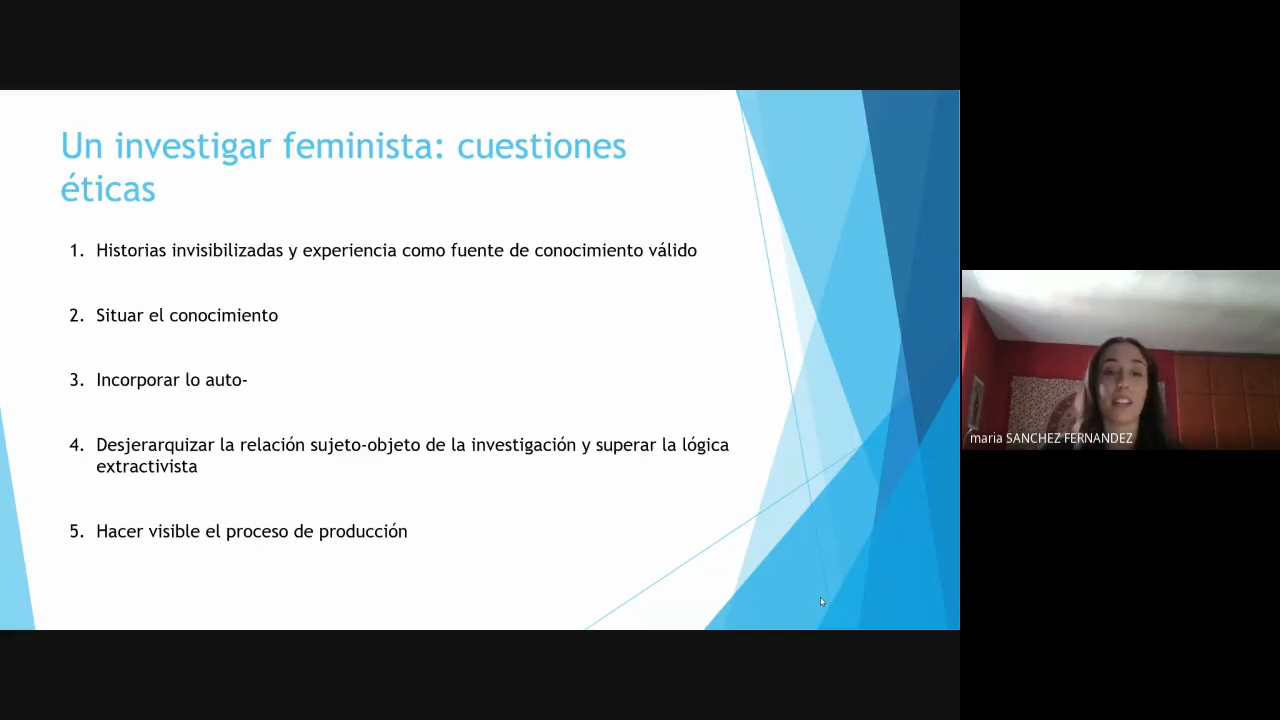 Un investigar feminista: cuestiones
éticas
1. Historias invisibilizadas y experiencia como fuente de conocimiento válido
2. Situar el conocimiento
3. Incorporar lo auto-
4. Desjerarquizar la relación sujeto-objeto de la investigación y superar la lógica
extractivista
5. Hacer visible el proceso de producción
maria SANCHEZ FERNANDEZ